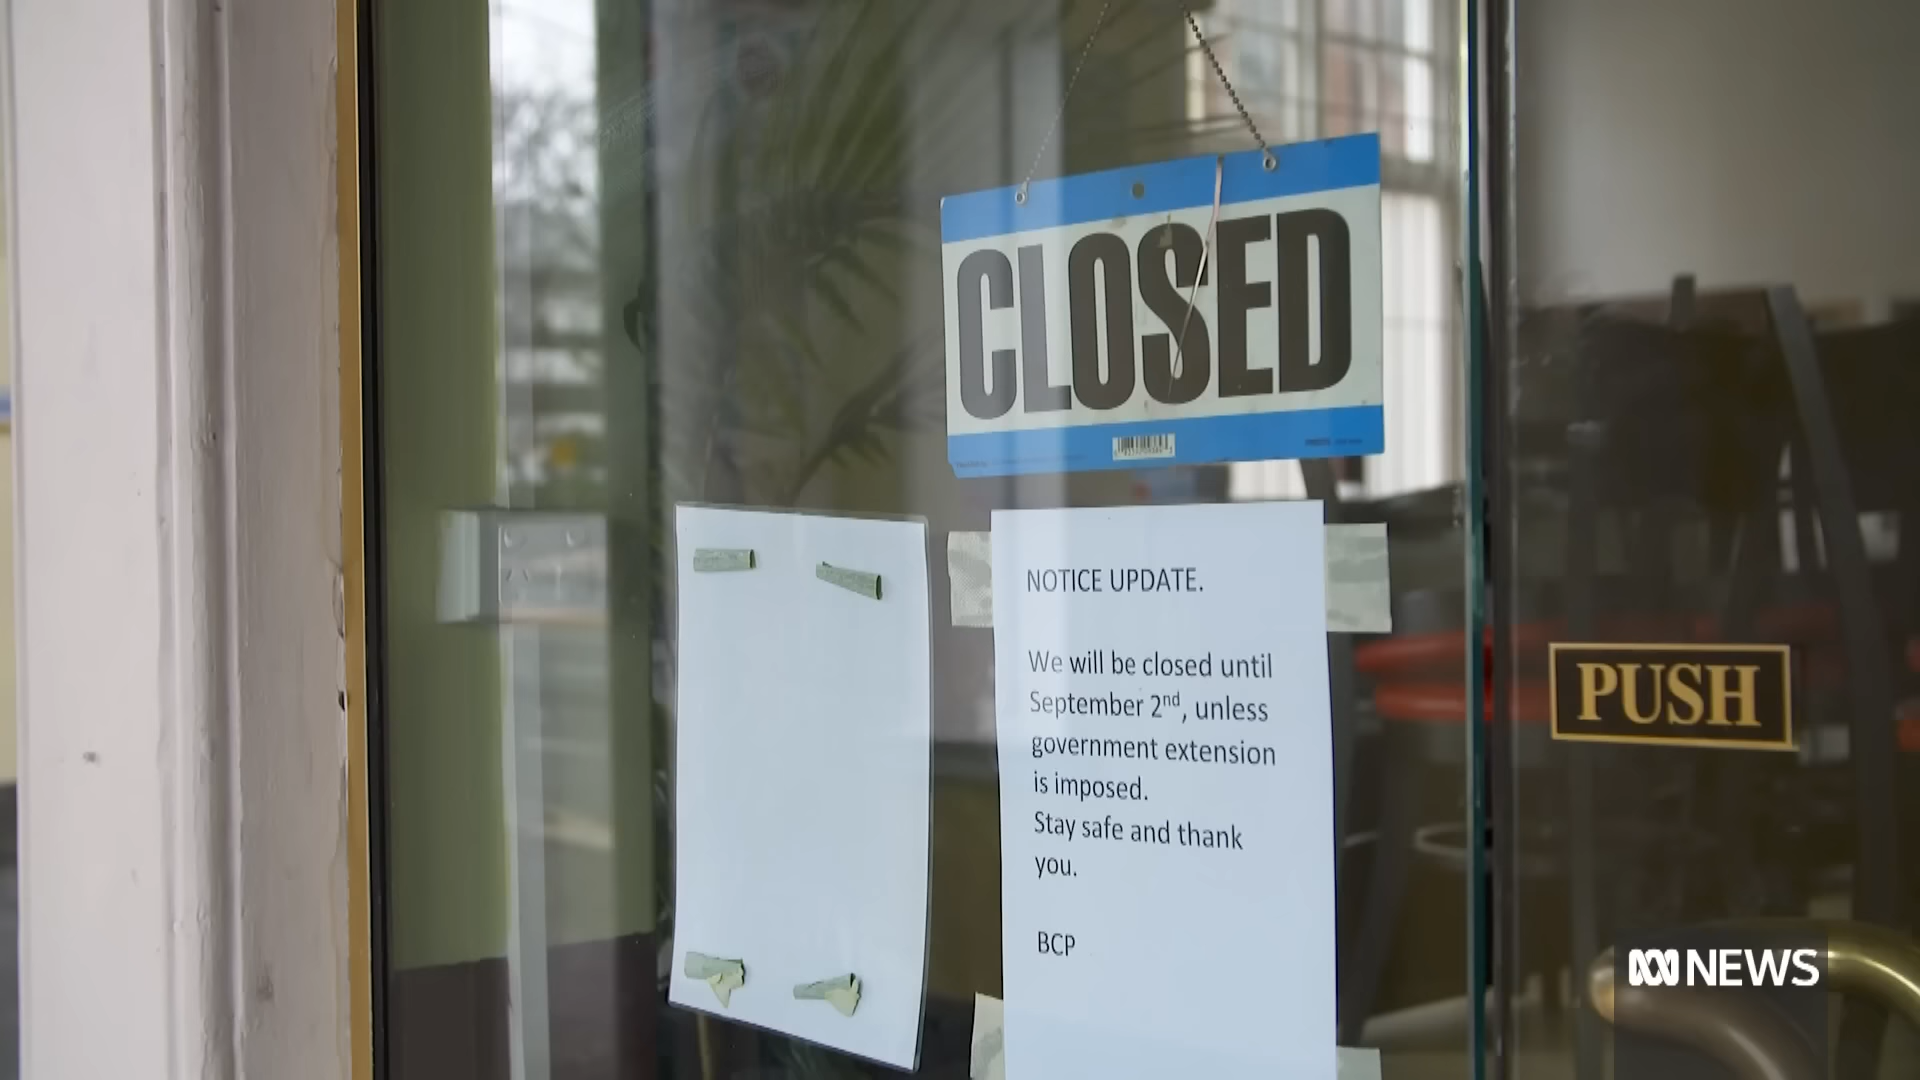 CLOSED
NOTICE UPDATE.
We will be closed until
September 2nd, unless
government extension
is imposed.
Stay safe and thank
you.
BCP
PUSH
NEWS